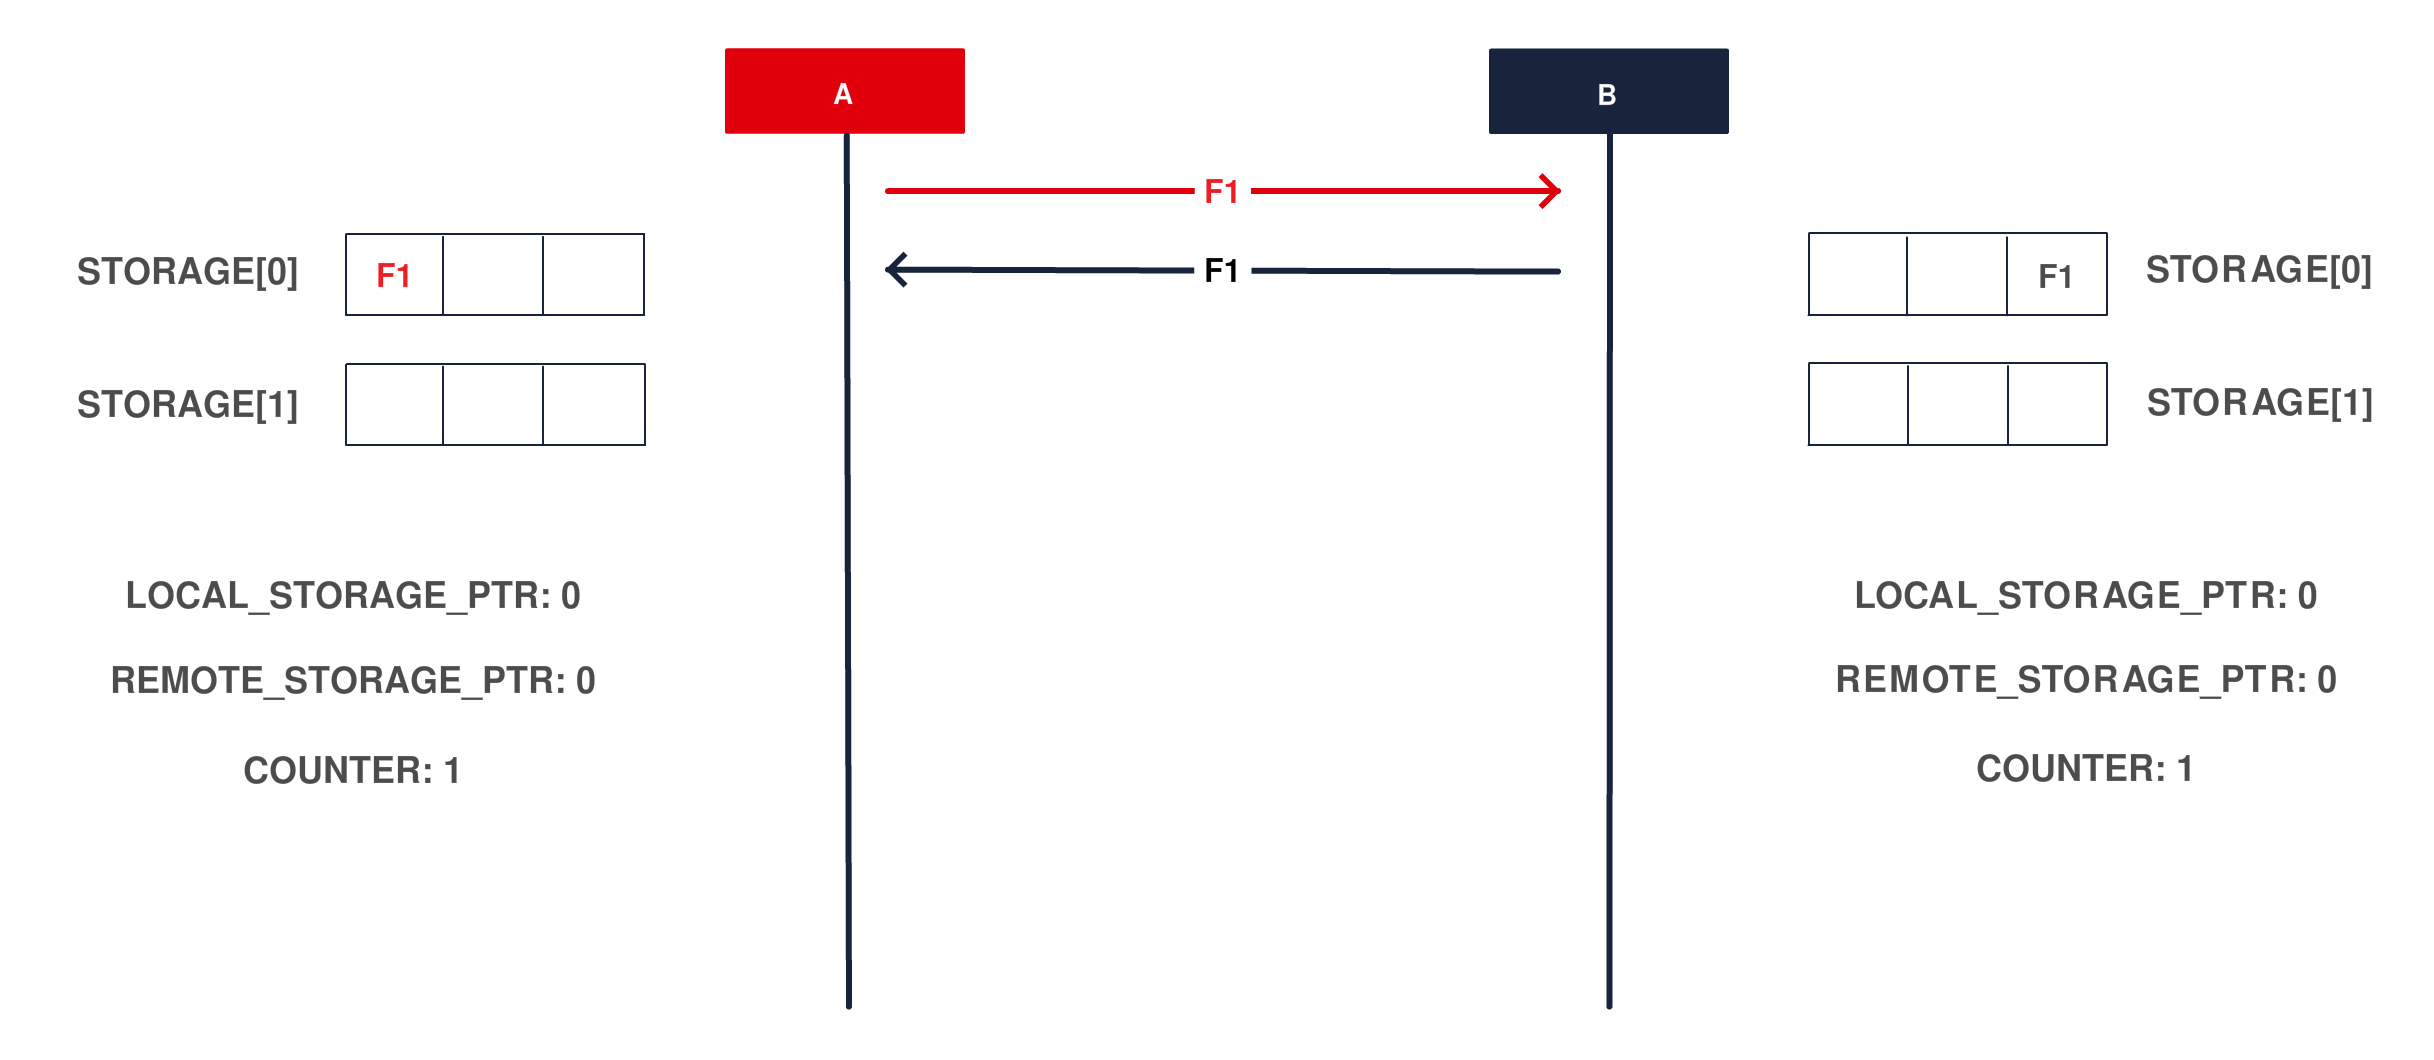 A
B
F1
F1
STORAGE[0]
F1
F1
STORAGE[0]
STORAGE[1]
STORAGE[1]
LOCAL_STORAGE_PTR: 0
LOCAL_STORAGE_PTR: 0
REMOTE_STORAGE_PTR: 0
REMOTE_STORAGE_PTR: 0
COUNTER: 1
COUNTER: 1